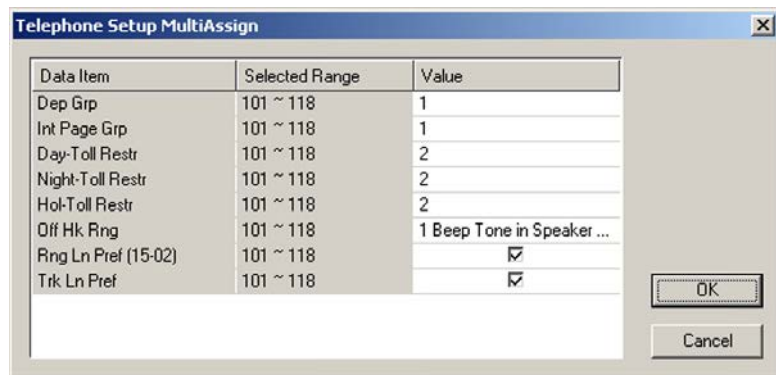 Telephone Setup MultiAssign
Data Item Selected Range Value
Dep Grp 101 ~ 118 1
Int Page Grp 101 ~ 118 1
Day-Toll Restr 101 ~ 118 2
Night-Toll Restr 101 ~ 118 2
Hol-Toll Restr 101 ~ 118 2
Off Hk Rng 101 ~ 118 1 Beep Tone in Speaker ...
Rng Ln Pref (15-02) 101 ~ 118
Trk Ln Pref 101 ~ 118
OK
Cancel